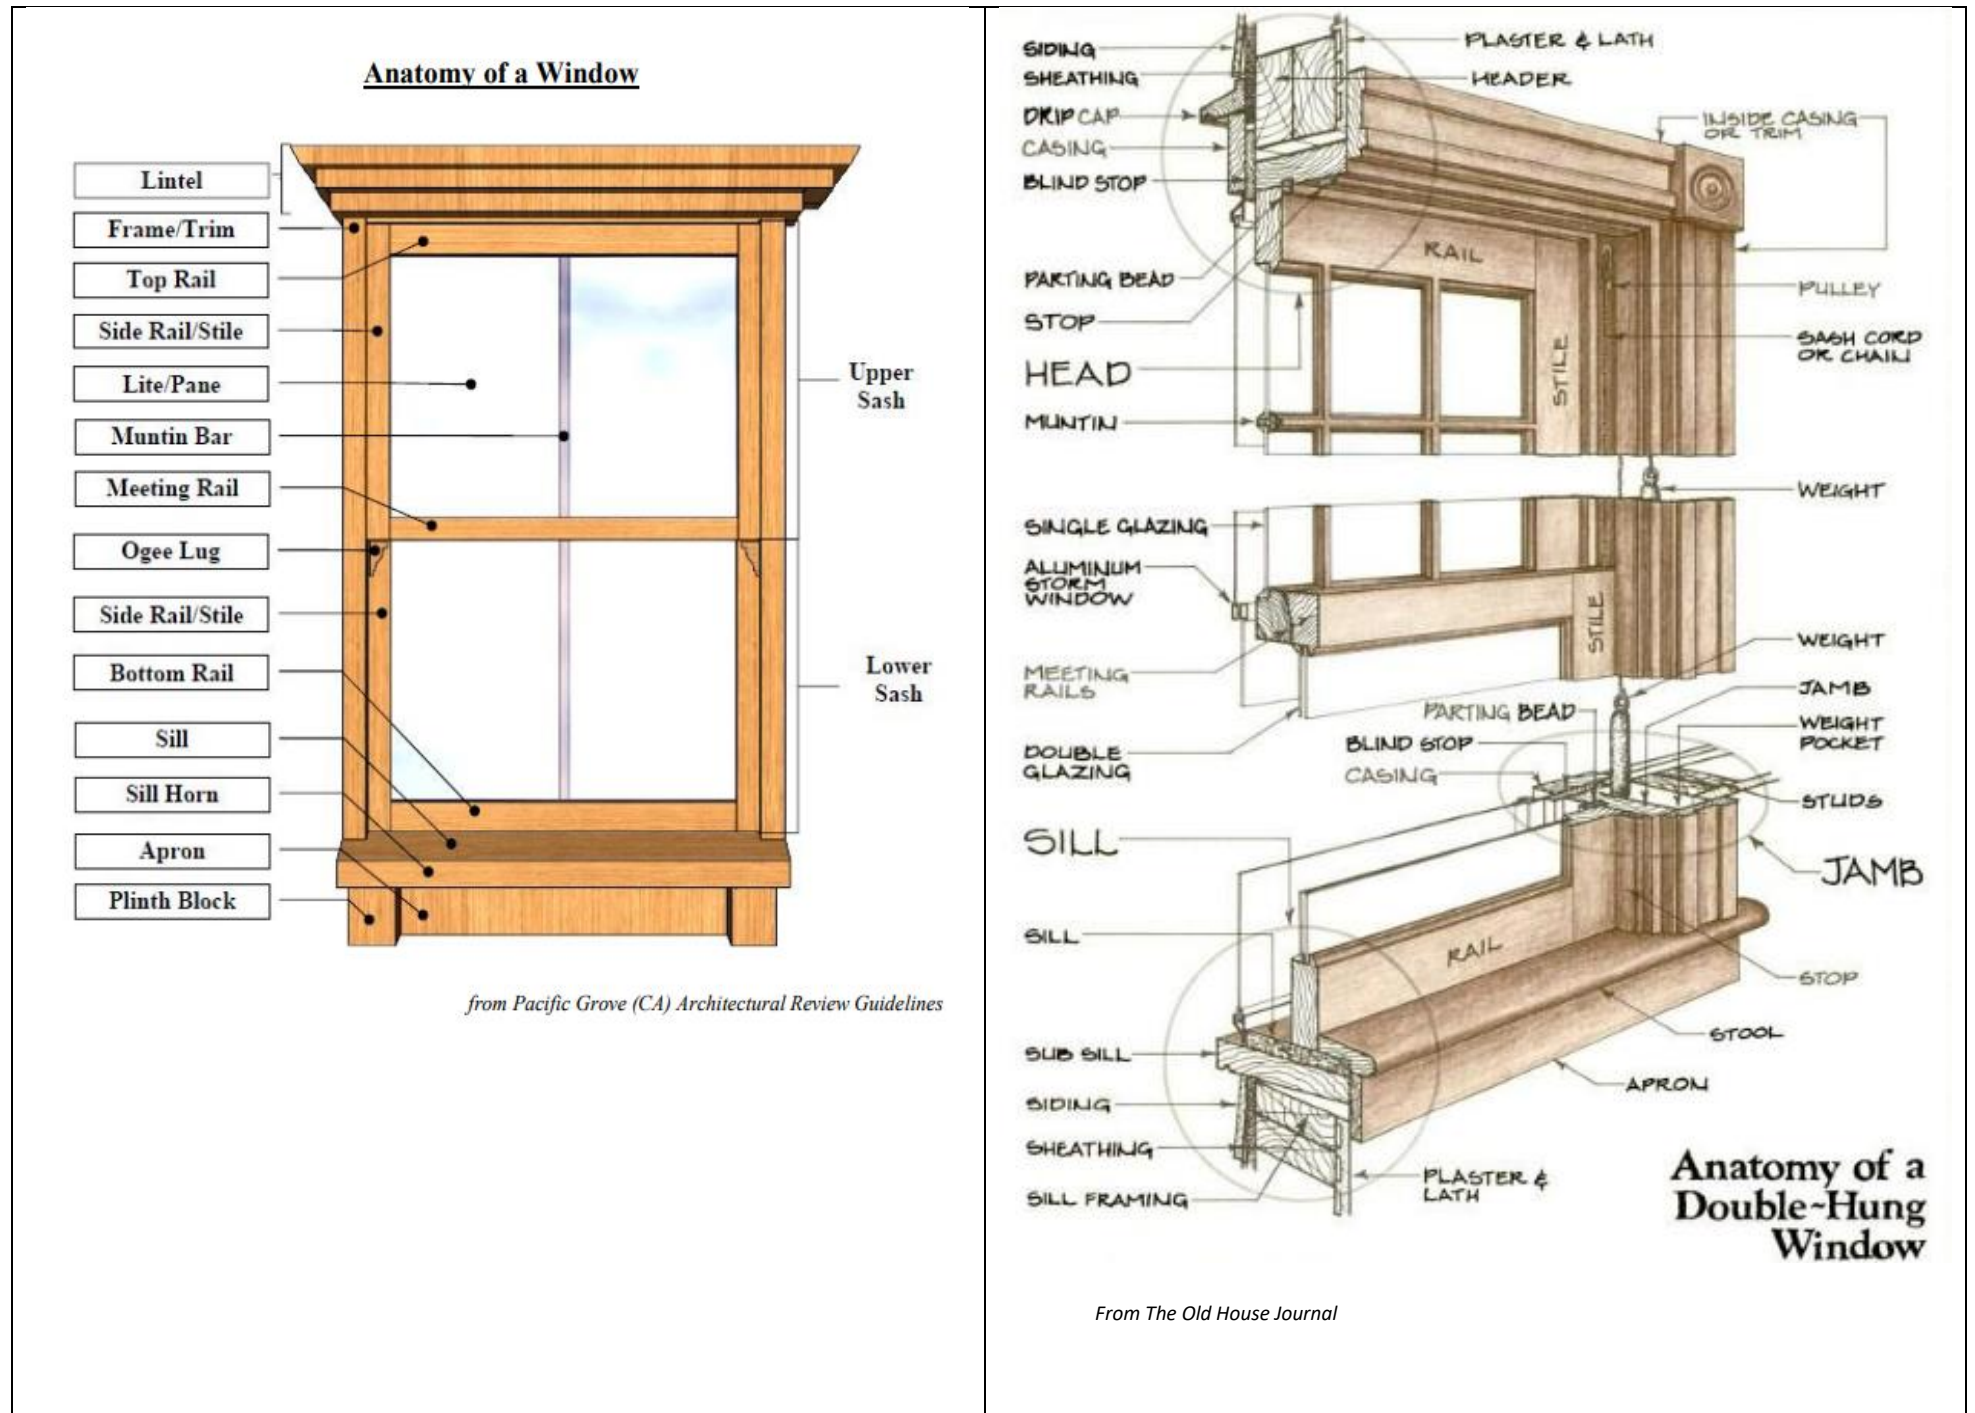 Anatomy of a Window
Lintel
Frame/Trim
Top Rail
Side Rail/Stile
Lite/Pane
Muntin Bar
Meeting Rail
Ogee Lug
Side Rail/Stile
Bottom Rail
Sill
Sill Horn
Apron
Plinth Block
Upper
Sash
Lower
Sash
from Pacific Grove (CA) Architectural Review Guidelines
SIDING
SHEATHING
DRIP CAP
CASING
BLIND STOP
PARTING BEAD
STOP
HEAD
MUNTIN
SINGLE GLAZING
ALUMINUM
STORM
WINDOW
MEETING
RAILS
DOUBLE
GLAZING
SILL
SILL
SUB SILL
SIDING
SHEATHING
SILL FRAMING
PLASTER & LATH
HEADER
INSIDE CASING
OR TRIM
RAIL
STILE
PULLEY
SASH CORD
OR CHAIN
WEIGHT
STILE
WEIGHT
JAMB
WEIGHT
POCKET
PARTING BEAD
BLIND STOP
CASING
STUDS
JAMB
RAIL
STOP
STOOL
APRON
PLASTER &
LATH
Anatomy of a
Double~Hung
Window
From The Old House Journal